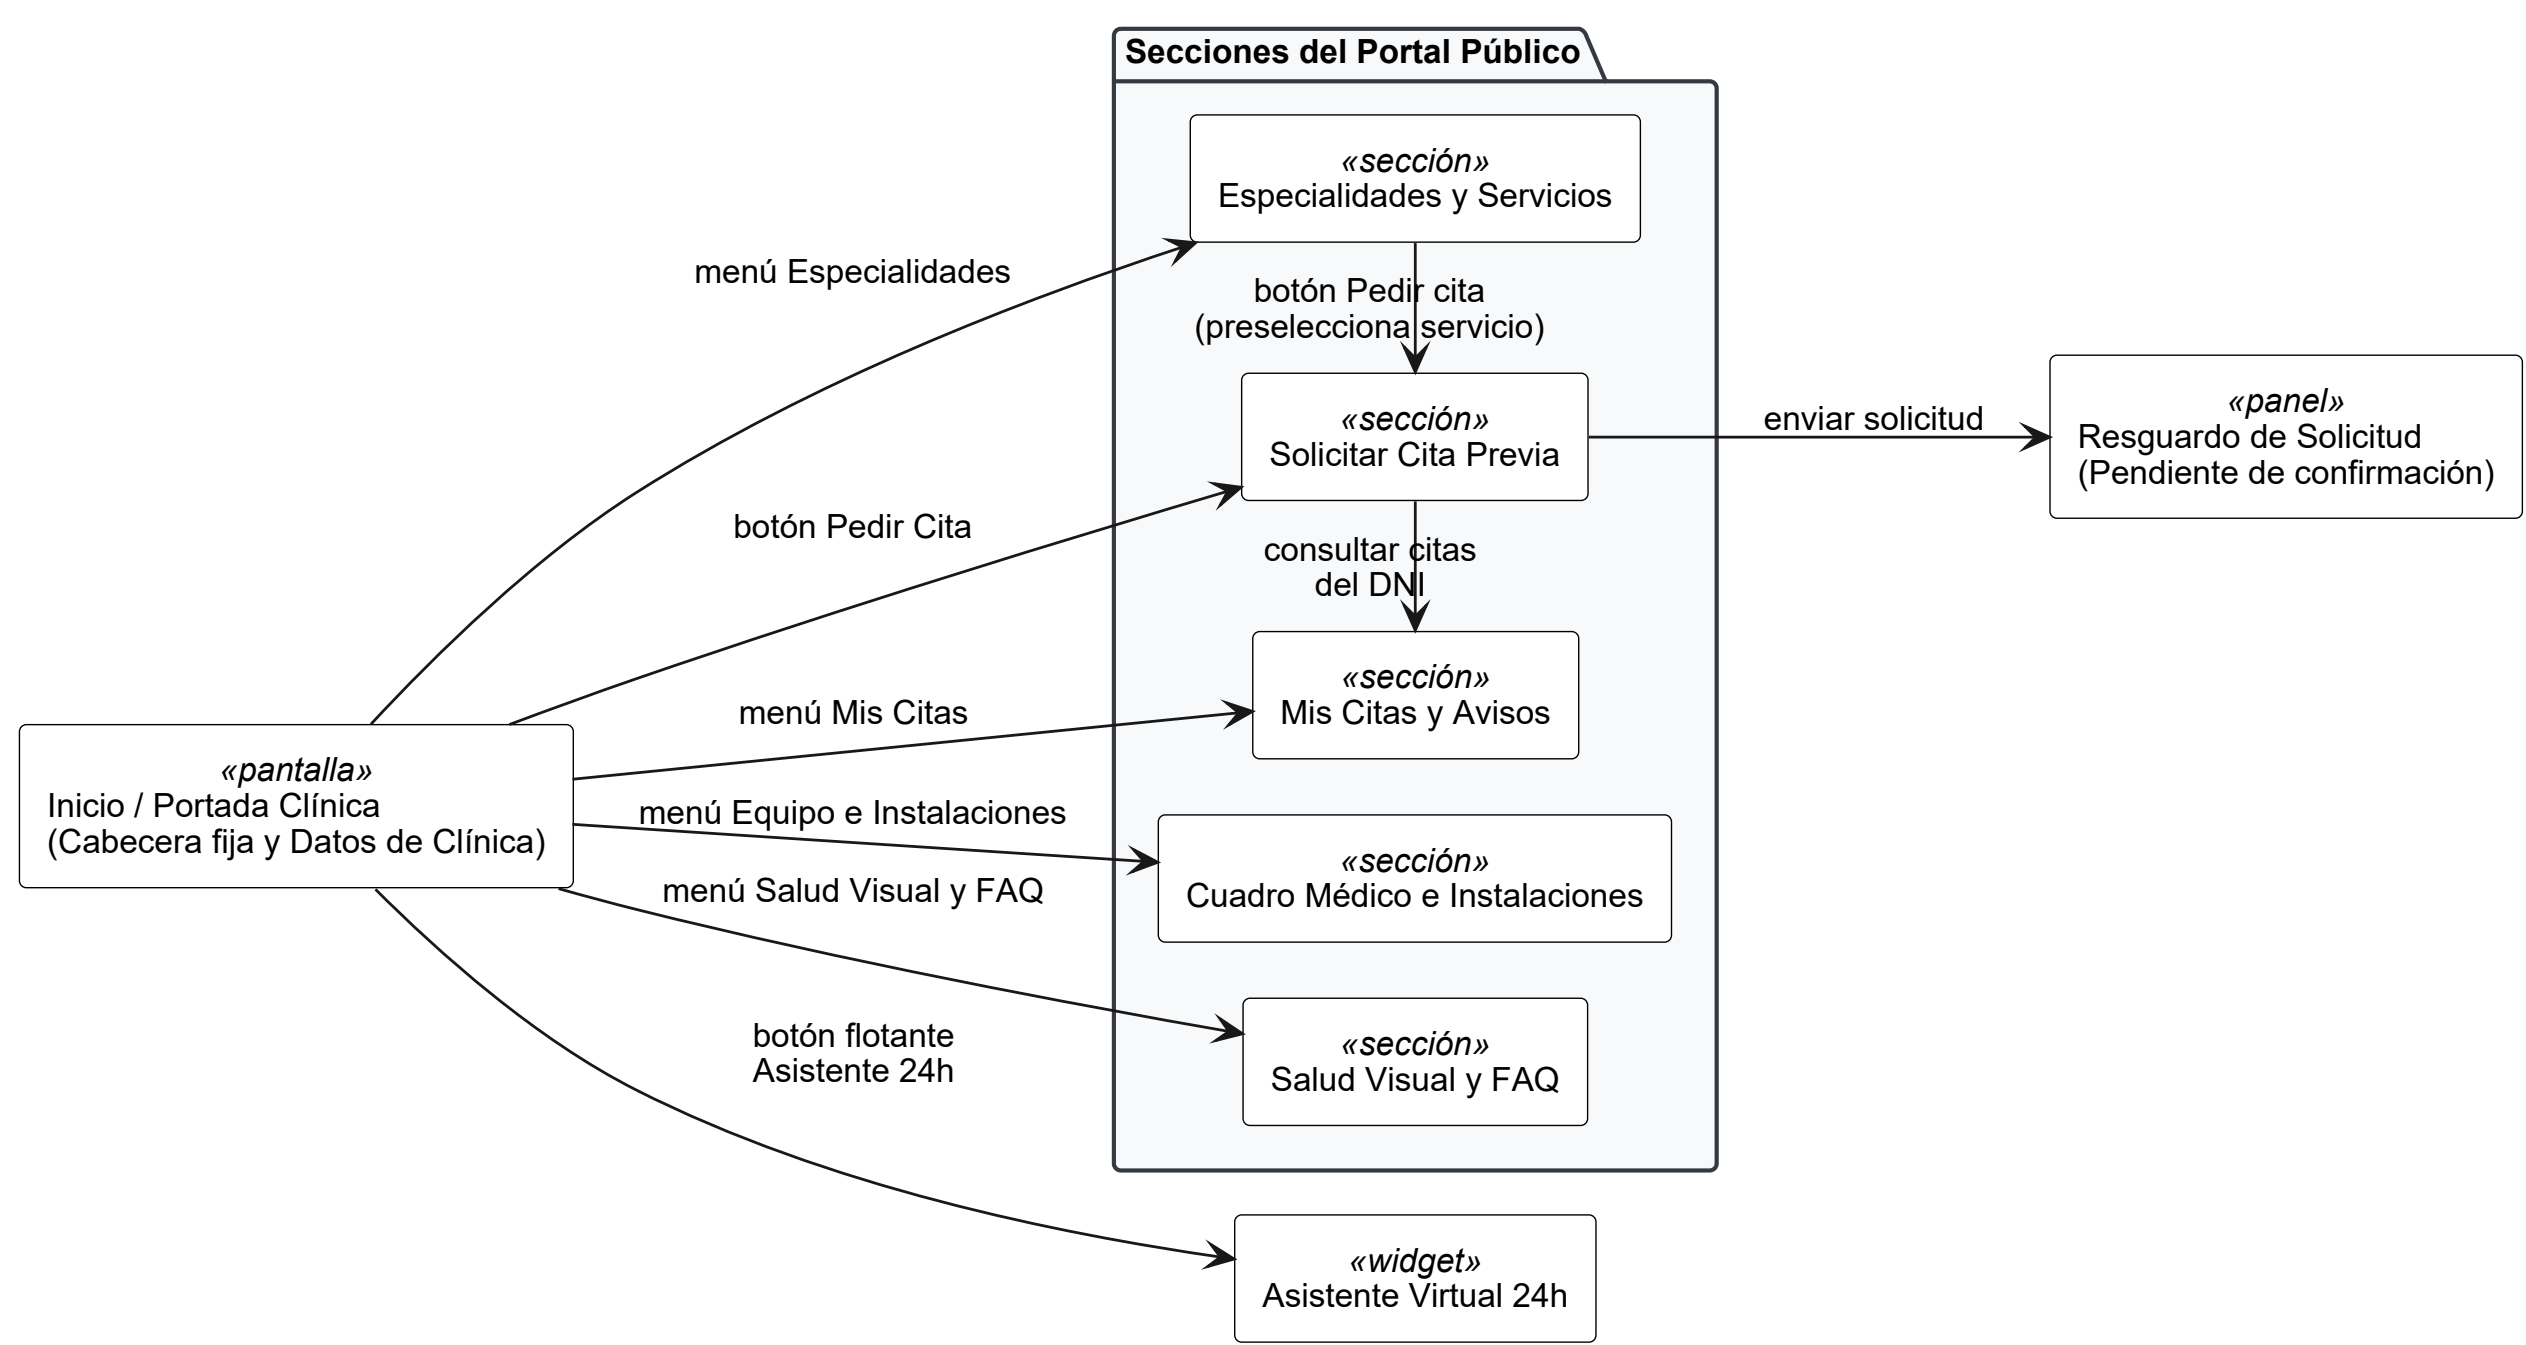 Secciones del Portal Público
«sección»
Especialidades y Servicios
menú Especialidades
botón Pedir cita
(preselecciona servicio)
«sección»
Solicitar Cita Previa
enviar solicitud
«panel»
Resguardo de Solicitud
(Pendiente de confirmación)
botón Pedir Cita
consultar citas
del DNI
«sección»
Mis Citas y Avisos
menú Mis Citas
«pantalla»
Inicio / Portada Clínica
(Cabecera fija y Datos de Clínica)
menú Equipo e Instalaciones
«sección»
Cuadro Médico e Instalaciones
menú Salud Visual y FAQ
«sección»
Salud Visual y FAQ
botón flotante
Asistente 24h
«widget»
Asistente Virtual 24h